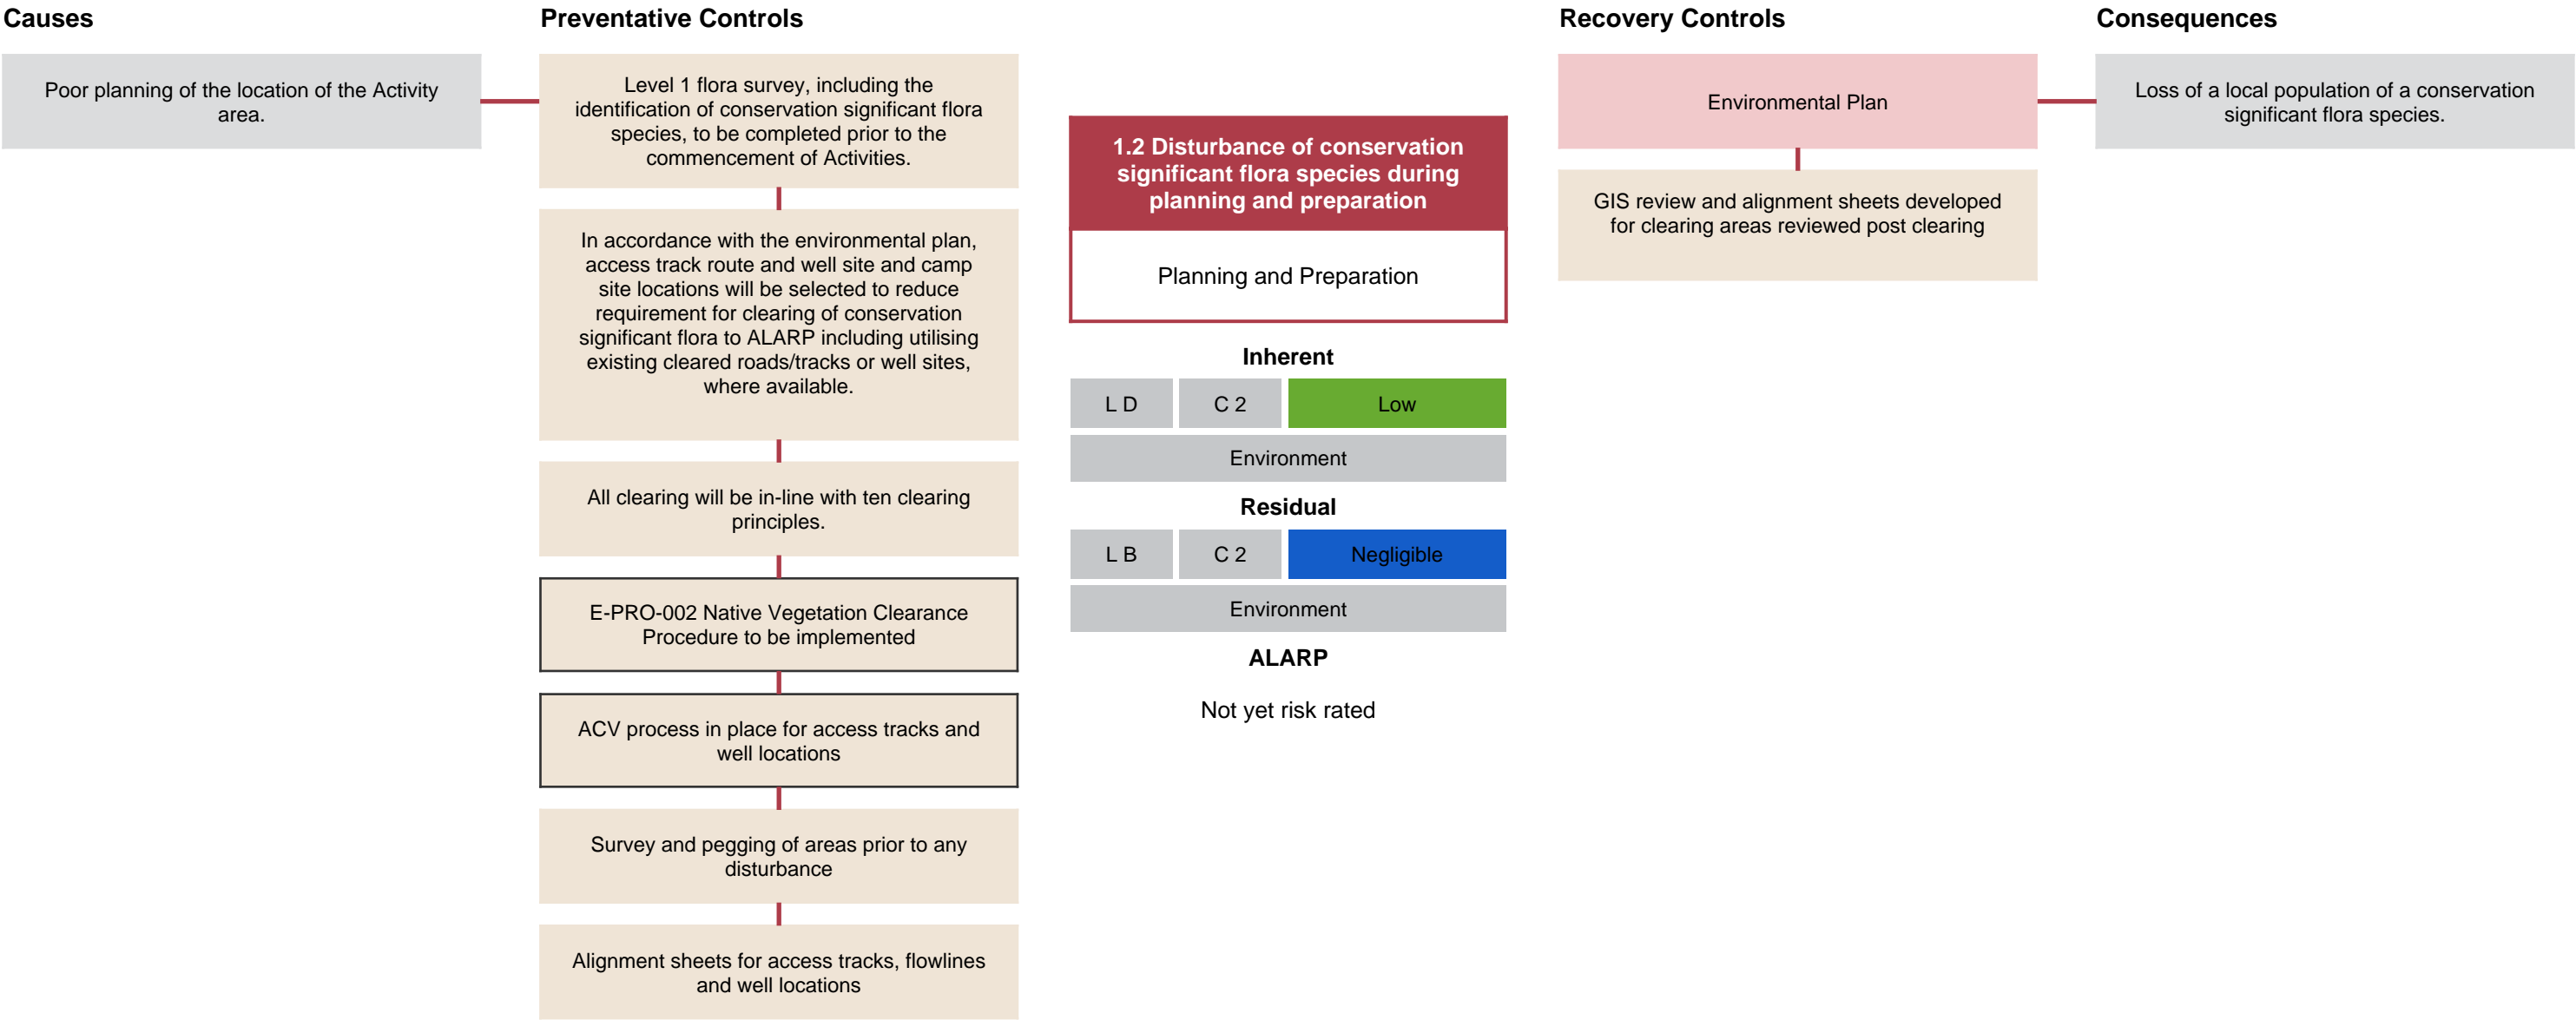 Causes
Poor planning of the location of the Activity
area.
Preventative Controls
Level 1 flora survey, including the
identification of conservation significant flora
species, to be completed prior to the
commencement of Activities.
In accordance with the environmental plan,
access track route and well site and camp
site locations will be selected to reduce
requirement for clearing of conservation
significant flora to ALARP including utilising
existing cleared roads/tracks or well sites,
where available.
All clearing will be in-line with ten clearing
principles.
E-PRO-002 Native Vegetation Clearance
Procedure to be implemented
ACV process in place for access tracks and
well locations
Survey and pegging of areas prior to any
disturbance
Alignment sheets for access tracks, flowlines
and well locations
1.2 Disturbance of conservation
significant flora species during
planning and preparation
Planning and Preparation
Inherent
L D
C 2
Low
Environment
Residual
L B
C 2
Negligible
Environment
ALARP
Not yet risk rated
Recovery Controls
Environmental Plan
GIS review and alignment sheets developed
for clearing areas reviewed post clearing
Consequences
Loss of a local population of a conservation
significant flora species.